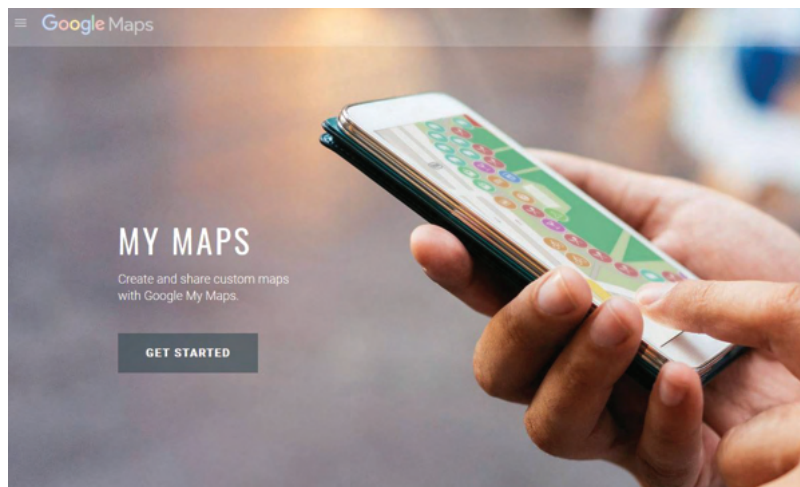 Google Maps
MY MAPS
Create and share custom maps
with Google My Maps.
GET STARTED